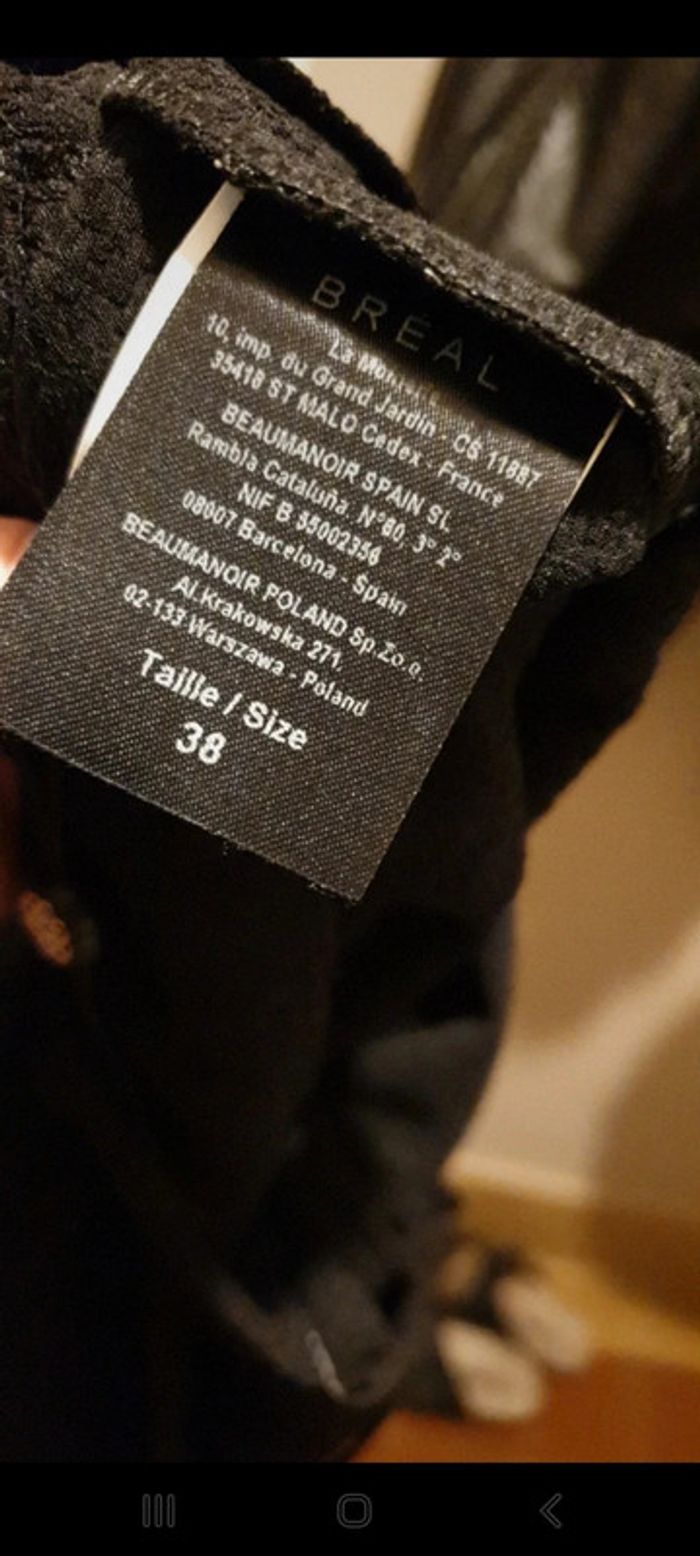 BREAL
La
10, imp. du Grand Jardin - CS 11887
35418 ST MALO Cedex - France
BEAUMANOIR SPAIN SL
Rambla Cataluña, N°80, 3° 2°
NIF B 55002356
08007 Barcelona - Spain
BEAUMANOIR POLAND Sp.Zo.o.
Al.Krakowska 271,
02-133 Warszawa - Poland
Taille / Size
38